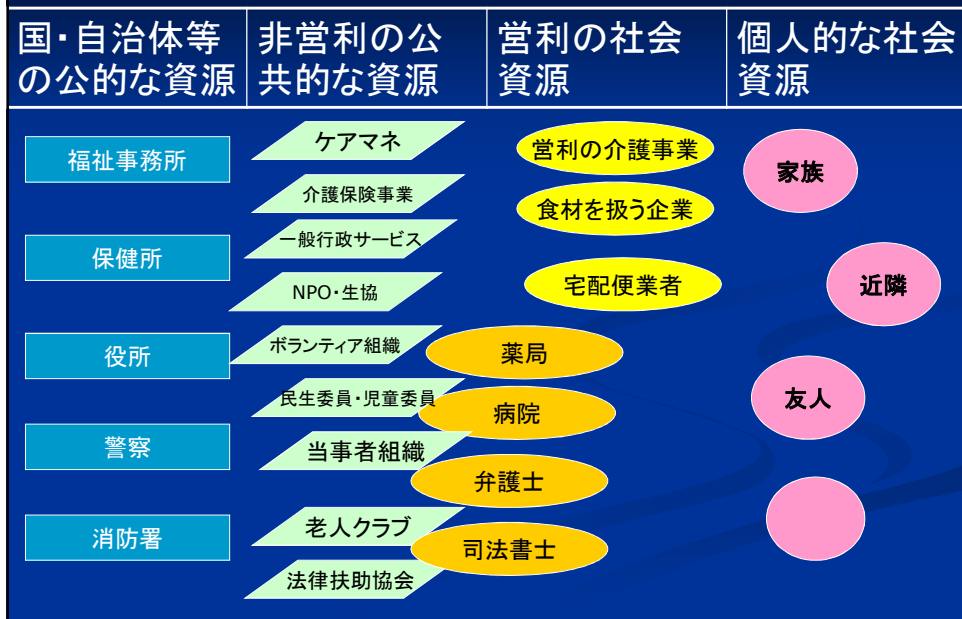 国・自治体等
の公的な資源
非営利の公
共的な資源
営利の社会
資源
個人的な社会
資源
福祉事務所
保健所
役所
警察
消防署
ケアマネ
介護保険事業
一般行政サービス
NPO・生協
ボランティア組織
民生委員・児童委員
当事者組織
老人クラブ
法律扶助協会
営利の介護事業
食材を扱う企業
宅配便業者
薬局
病院
弁護士
司法書士
家族
近隣
友人